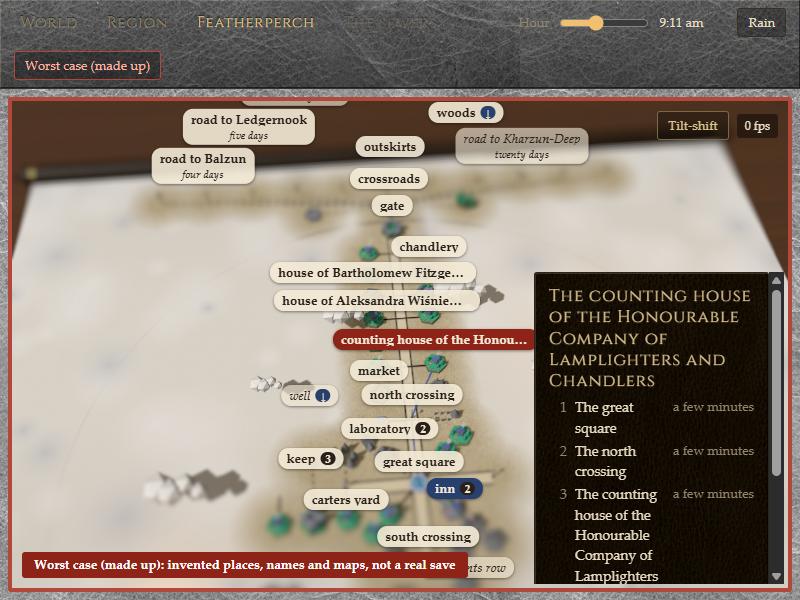 WORLD REGION FEATHERPERCH
Hour 9:11 am Rain
Worst case (made up)
Tilt-shift
0 fps
woods
road to Ledgernook
five days
road to Kharzun-Deep
twenty days
outskirts
road to Balzun
four days
crossroads
gate
chandlery
house of Bartholomew Fitzge...
house of Aleksandra Wiśnie...
counting house of the Honou...
market
well
north crossing
laboratory 2
keep 3
great square
inn 2
carters yard
south crossing
THE COUNTING HOUSE
OF THE HONOURABLE
COMPANY OF
LAMPLIGHTERS AND
CHANDLERS
1 The great square a few minutes
2 The north crossing a few minutes
3 The counting house of the Honourable Company of Lamplighters a few minutes
Worst case (made up): invented places, names and maps, not a real save
row